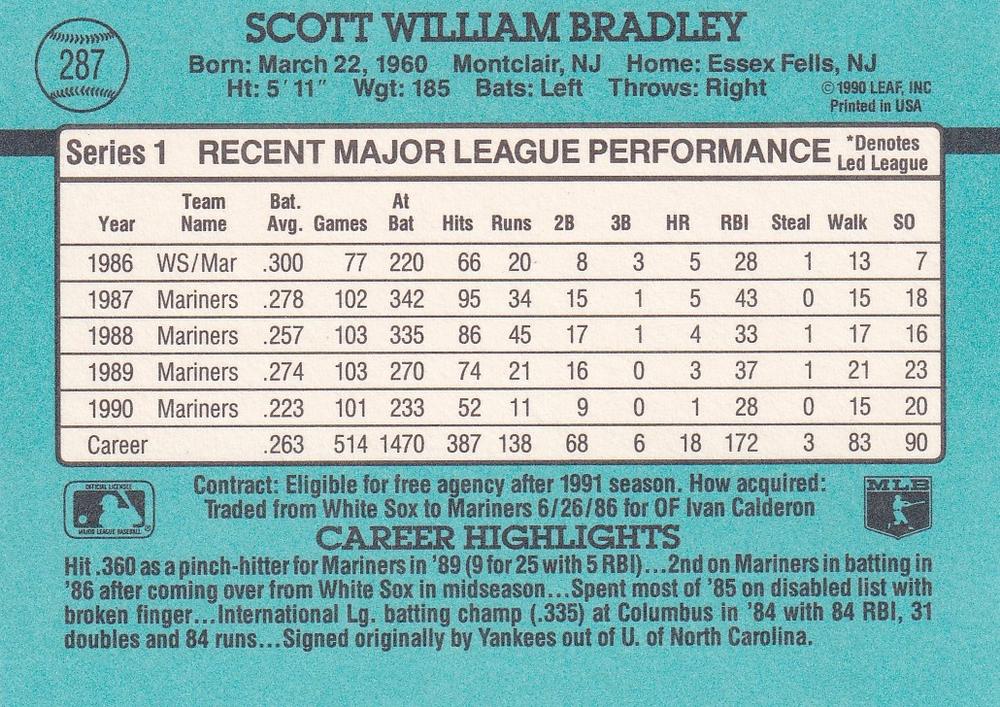 SCOTT WILLIAM BRADLEY
287
Born: March 22, 1960 Montclair, NJ Home: Essex Fells, NJ
Ht: 5' 11" Wgt: 185 Bats: Left Throws: Right
©1990 LEAF, INC
Printed in USA
Series 1 RECENT MAJOR LEAGUE PERFORMANCE *Denotes Led League
Year Team Name Bat. Avg. Games At Bat Hits Runs 2B 3B HR RBI Steal Walk SO
1986 WS/Mar .300 77 220 66 20 8 3 5 28 1 13 7
1987 Mariners .278 102 342 95 34 15 1 5 43 0 15 18
1988 Mariners .257 103 335 86 45 17 1 4 33 1 17 16
1989 Mariners .274 103 270 74 21 16 0 3 37 1 21 23
1990 Mariners .223 101 233 52 11 9 0 1 28 0 15 20
Career .263 514 1470 387 138 68 6 18 172 3 83 90
OFFICIAL LICENSEE
MAJOR LEAGUE BASEBALL
Contract: Eligible for free agency after 1991 season. How acquired:
Traded from White Sox to Mariners 6/26/86 for OF Ivan Calderon
MLB
CAREER HIGHLIGHTS
Hit .360 as a pinch-hitter for Mariners in '89 (9 for 25 with 5 RBI)...2nd on Mariners in batting in
'86 after coming over from White Sox in midseason...Spent most of '85 on disabled list with
broken finger...International Lg. batting champ (.335) at Columbus in '84 with 84 RBI, 31
doubles and 84 runs...Signed originally by Yankees out of U. of North Carolina.